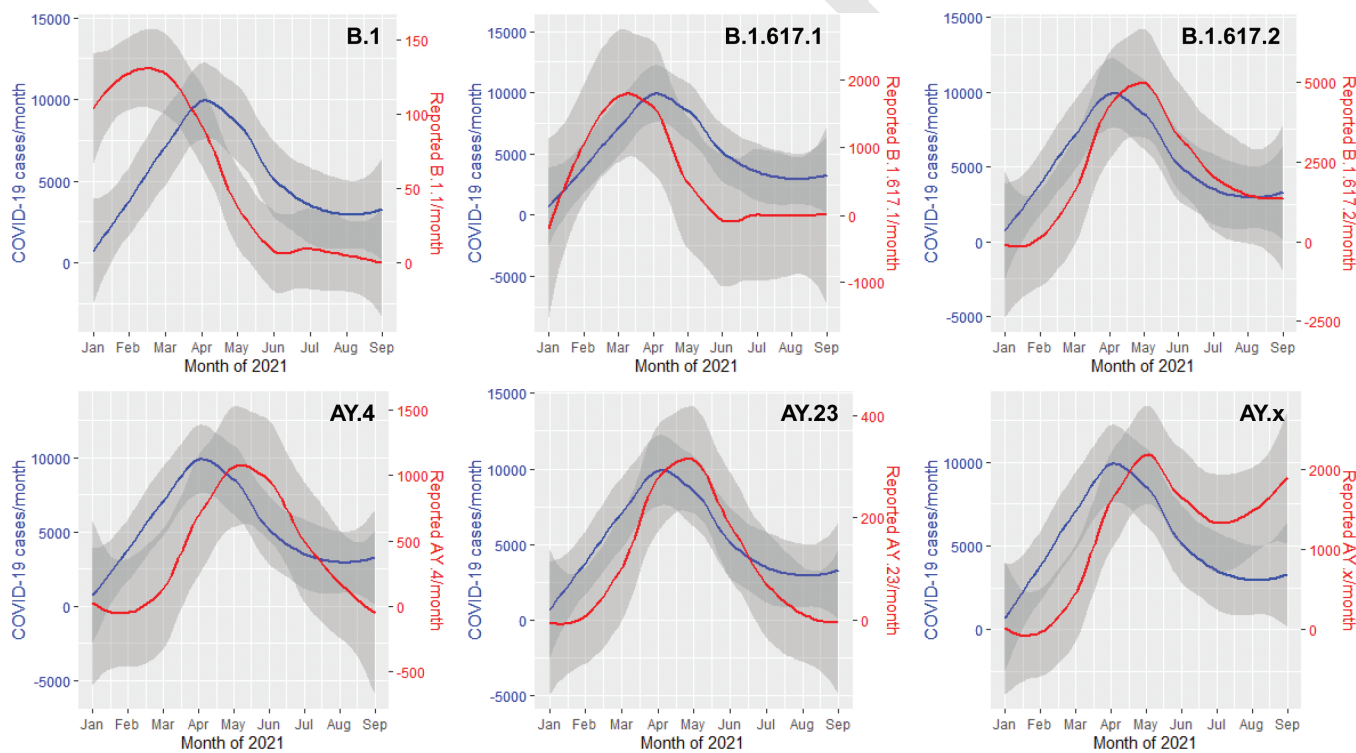 B.1
15000
10000
5000
0
COVID-19 cases/month
150
100
50
0
Reported B.1.1/month
Jan Feb Mar Apr May Jun Jul Aug Sep
Month of 2021
B.1.617.1
15000
10000
5000
0
-5000
COVID-19 cases/month
2000
1000
0
-1000
Reported B.1.617.1/month
Jan Feb Mar Apr May Jun Jul Aug Sep
Month of 2021
B.1.617.2
15000
10000
5000
0
-5000
COVID-19 cases/month
5000
2500
0
-2500
Reported B.1.617.2/month
Jan Feb Mar Apr May Jun Jul Aug Sep
Month of 2021
AY.4
15000
10000
5000
0
-5000
COVID-19 cases/month
1500
1000
500
0
-500
Reported AY.4/month
Jan Feb Mar Apr May Jun Jul Aug Sep
Month of 2021
AY.23
15000
10000
5000
0
-5000
COVID-19 cases/month
400
200
0
Reported AY.23/month
Jan Feb Mar Apr May Jun Jul Aug Sep
Month of 2021
AY.x
10000
5000
0
COVID-19 cases/month
2000
1000
0
Reported AY.x/month
Jan Feb Mar Apr May Jun Jul Aug Sep
Month of 2021